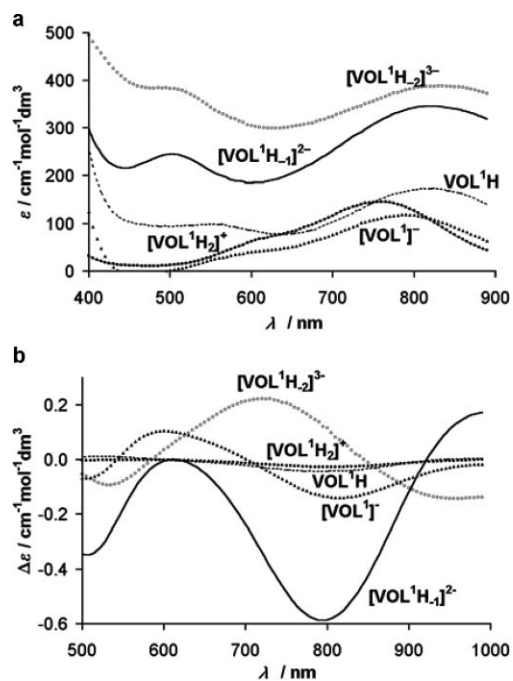 a
500
400
300
200
100
0
ε / cm⁻¹mol⁻¹dm³
[VOL¹H₋₂]³⁻
[VOL¹H₋₁]²⁻
VOL¹H
[VOL¹H₂]⁺
[VOL¹]⁻
400 500 600 700 800 900
λ / nm
b
0.2
0.0
-0.2
-0.4
-0.6
Δε / cm⁻¹mol⁻¹dm³
[VOL¹H₋₂]³⁻
[VOL¹H₂]⁺
VOL¹H
[VOL¹]⁻
[VOL¹H₋₁]²⁻
500 600 700 800 900 1000
λ / nm